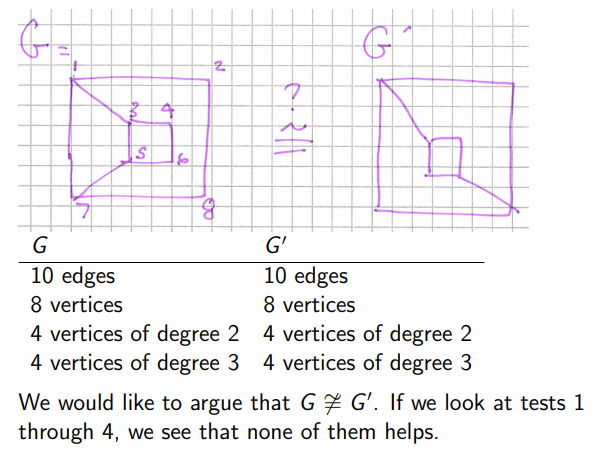 G = G'
1 2
3 4 ?
≅
5 6
7 8
G G′
10 edges 10 edges
8 vertices 8 vertices
4 vertices of degree 2 4 vertices of degree 2
4 vertices of degree 3 4 vertices of degree 3
We would like to argue that G ≇ G′. If we look at tests 1
through 4, we see that none of them helps.